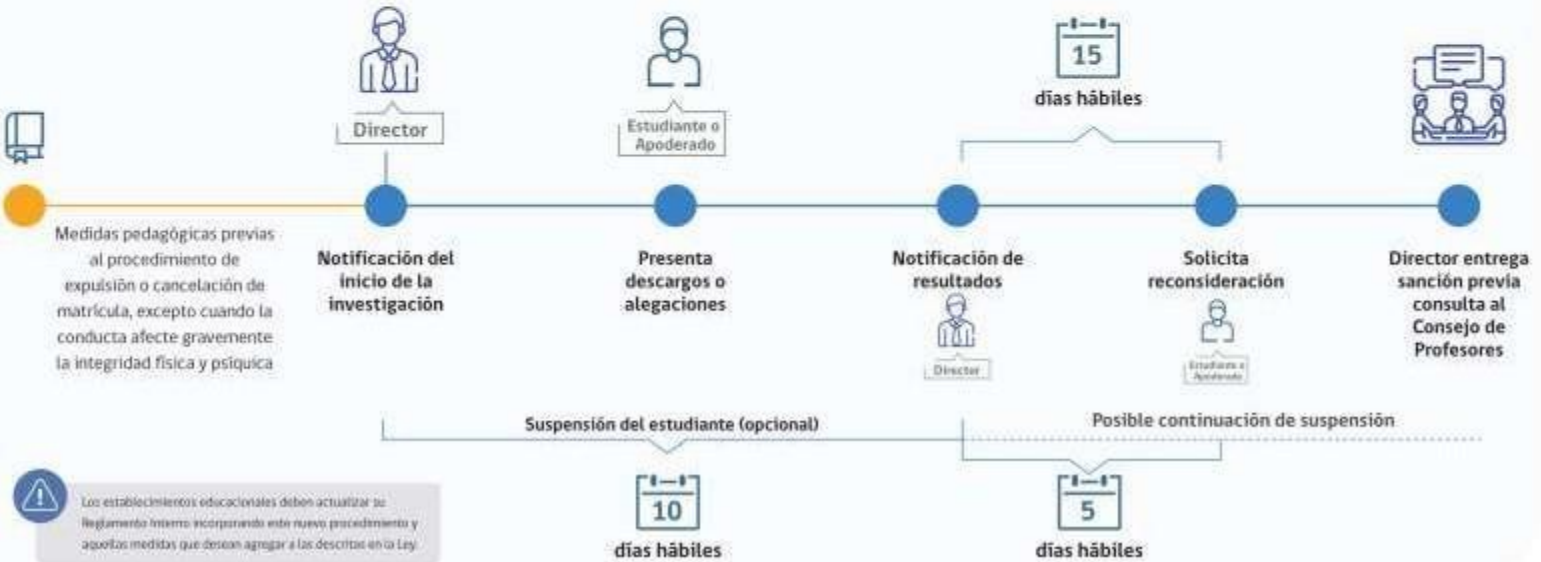 Director
Estudiante o
Apoderado
15
días hábiles
Medidas pedagógicas previas
al procedimiento de
expulsión o cancelación de
matrícula, excepto cuando la
conducta afecte gravemente
la integridad física y psíquica
Notificación del
inicio de la
investigación
Presenta
descargos o
alegaciones
Notificación de
resultados
Director
Solicita
reconsideración
Estudiante o
Apoderado
Director entrega
sanción previa
consulta al
Consejo de
Profesores
Suspensión del estudiante (opcional)
Posible continuación de suspensión
10
días hábiles
5
días hábiles
Los establecimientos educacionales deben actualizar su
Reglamento Interno incorporando este nuevo procedimiento y
aquellas medidas que desean agregar a las descritas en la Ley